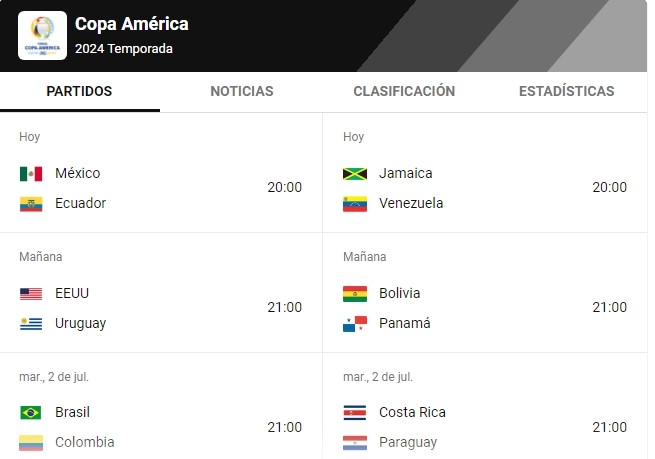 COPA AMERICA
Copa América
2024 Temporada
PARTIDOS NOTICIAS CLASIFICACIÓN ESTADÍSTICAS
Hoy
México
20:00
Ecuador
Hoy
Jamaica
20:00
Venezuela
Mañana
EEUU
21:00
Uruguay
Mañana
Bolivia
21:00
Panamá
mar., 2 de jul.
Brasil
21:00
Colombia
mar., 2 de jul.
Costa Rica
21:00
Paraguay